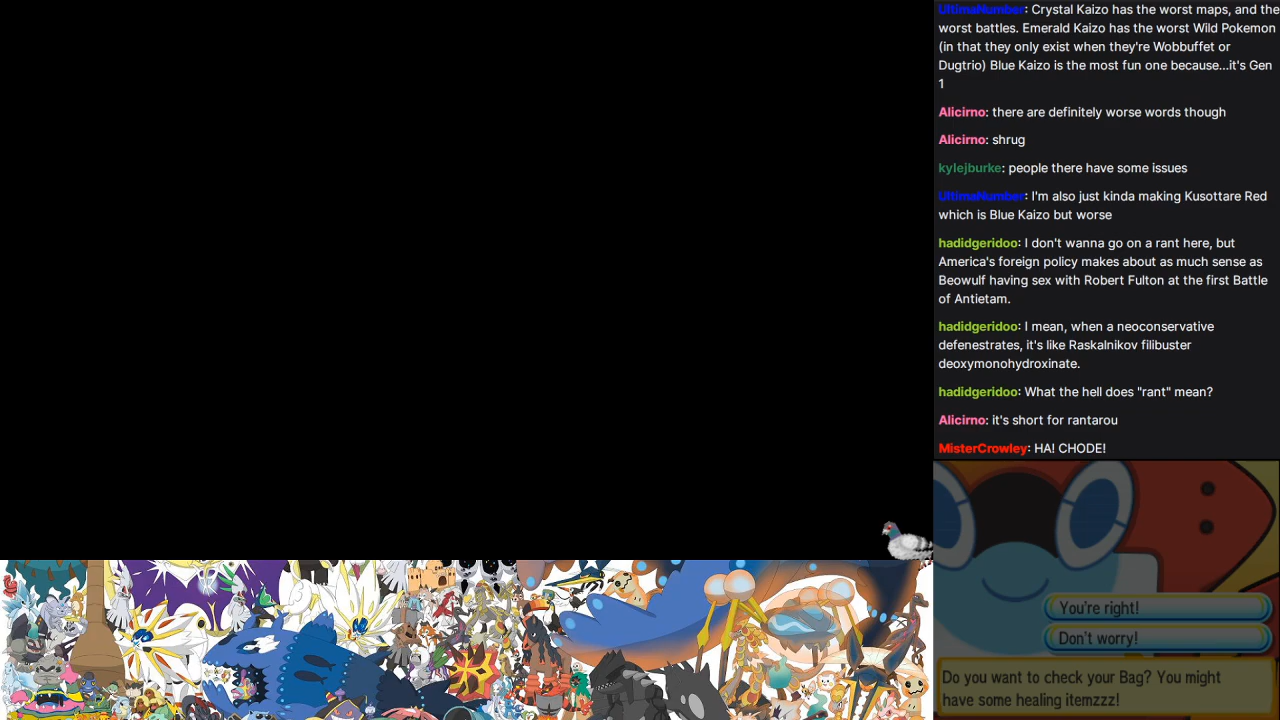 UltimaNumber: Crystal Kaizo has the worst maps, and the
worst battles. Emerald Kaizo has the worst Wild Pokemon
(in that they only exist when they're Wobbuffet or
Dugtrio) Blue Kaizo is the most fun one because...it's Gen
1
Alicirno: there are definitely worse words though
Alicirno: shrug
kylejburke: people there have some issues
UltimaNumber: I'm also just kinda making Kusottare Red
which is Blue Kaizo but worse
hadidgeridoo: I don't wanna go on a rant here, but
America's foreign policy makes about as much sense as
Beowulf having sex with Robert Fulton at the first Battle
of Antietam.
hadidgeridoo: I mean, when a neoconservative
defenestrates, it's like Raskalnikov filibuster
deoxymonohydroxinate.
hadidgeridoo: What the hell does "rant" mean?
Alicirno: it's short for rantarou
MisterCrowley: HA! CHODE!
You're right!
Don't worry!
Do you want to check your Bag? You might
have some healing itemzzz!